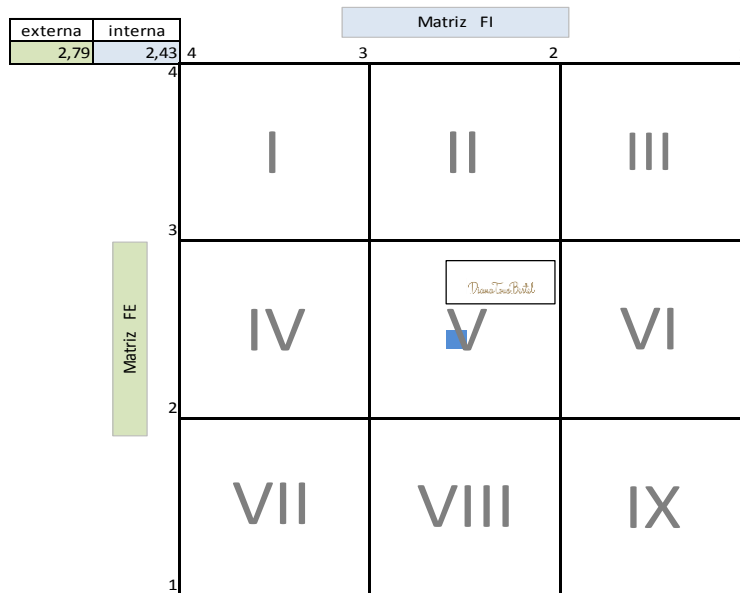 Matriz FI
externa interna
2,79 2,43 4 3 2
4
I II III
3
IV V VI
Matriz FE
2
VII VIII IX
1